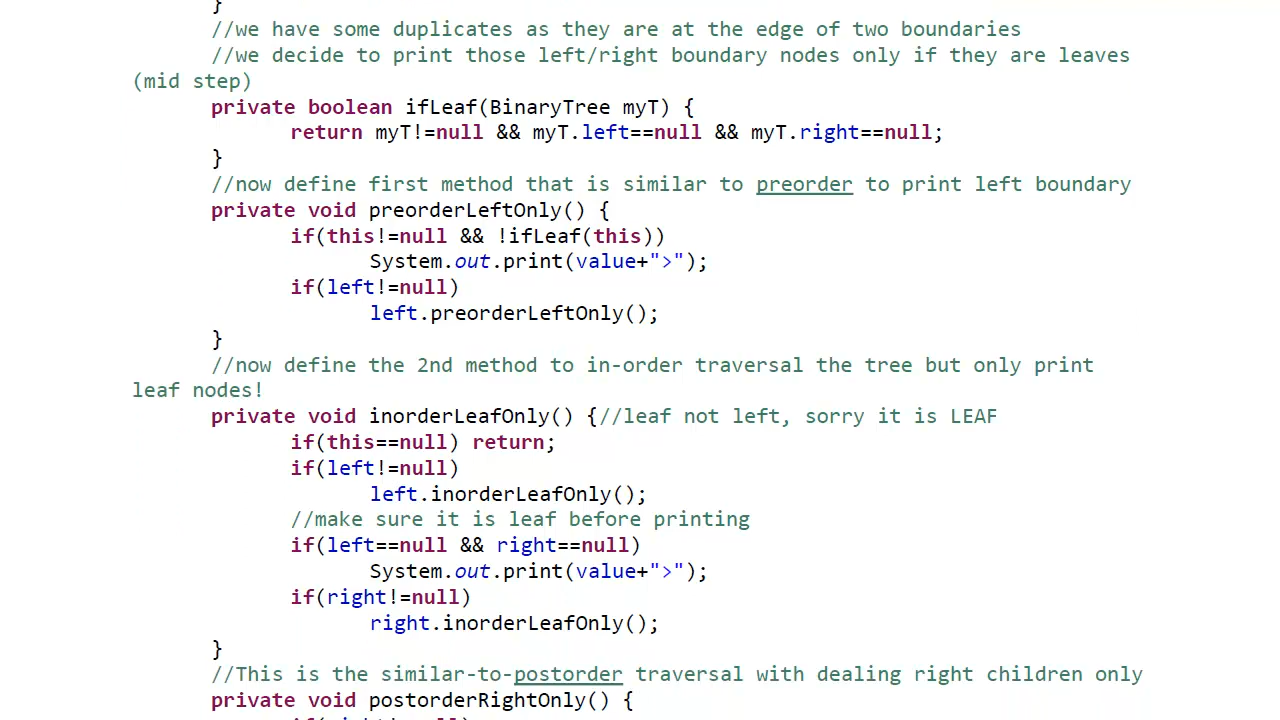 }
//we have some duplicates as they are at the edge of two boundaries
//we decide to print those left/right boundary nodes only if they are leaves
(mid step)
private boolean ifLeaf(BinaryTree myT) {
return myT!=null && myT.left==null && myT.right==null;
}
//now define first method that is similar to preorder to print left boundary
private void preorderLeftOnly() {
if(this!=null && !ifLeaf(this))
System.out.print(value+">");
if(left!=null)
left.preorderLeftOnly();
}
//now define the 2nd method to in-order traversal the tree but only print
leaf nodes!
private void inorderLeafOnly() {//leaf not left, sorry it is LEAF
if(this==null) return;
if(left!=null)
left.inorderLeafOnly();
//make sure it is leaf before printing
if(left==null && right==null)
System.out.print(value+">");
if(right!=null)
right.inorderLeafOnly();
}
//This is the similar-to-postorder traversal with dealing right children only
private void postorderRightOnly() {